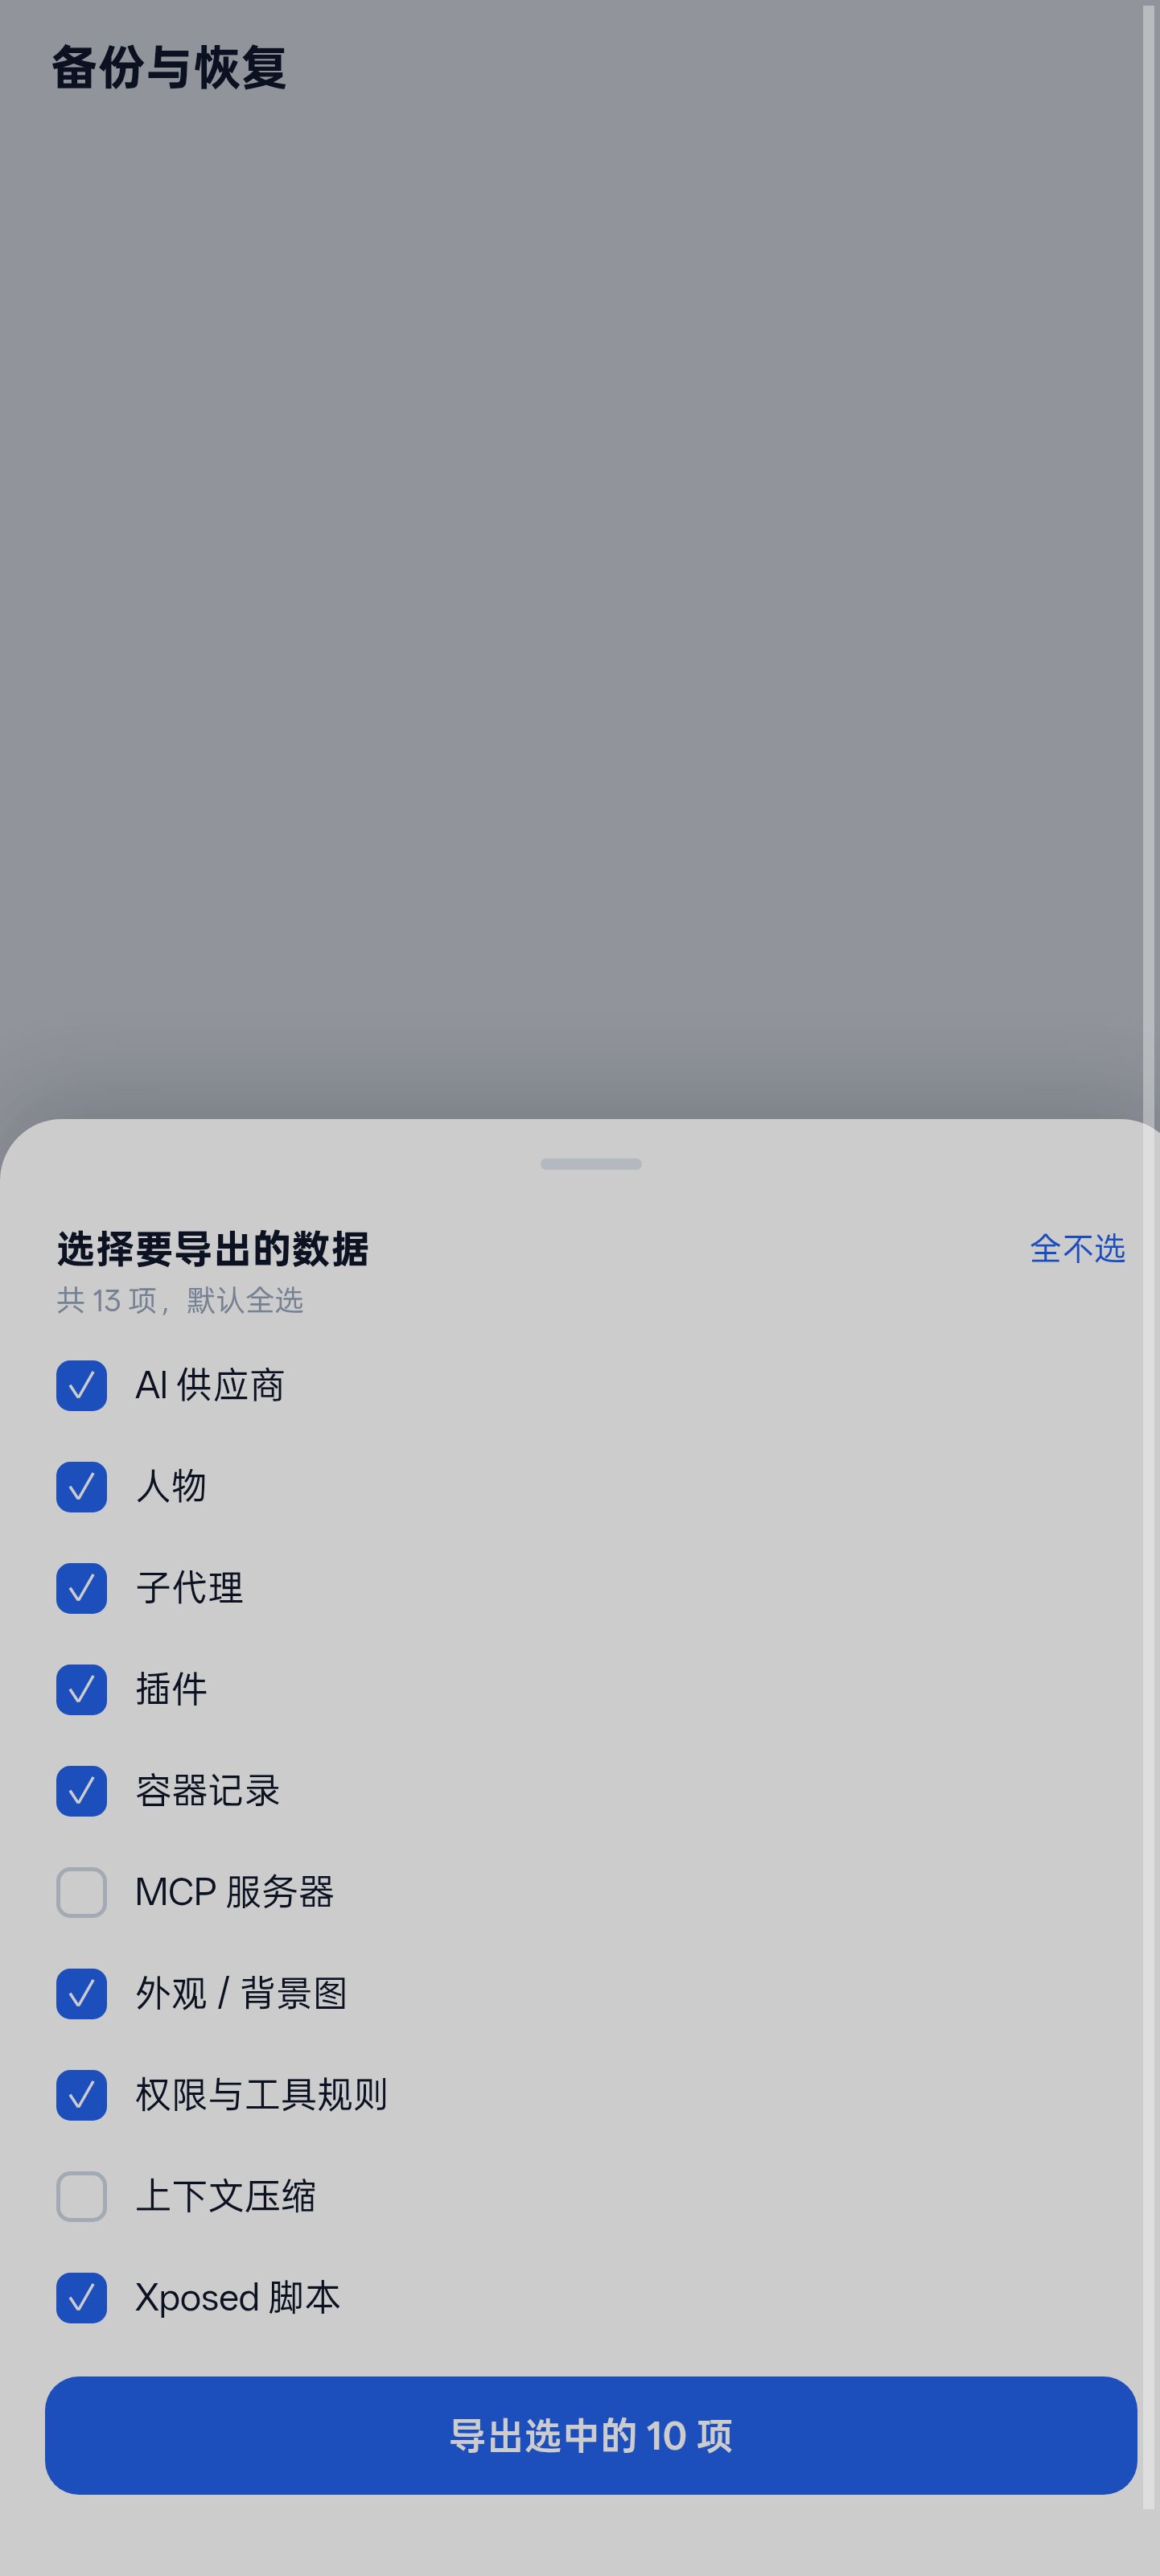 备份与恢复
选择要导出的数据
全不选
共 13 项，默认全选
AI 供应商
人物
子代理
插件
容器记录
MCP 服务器
外观 / 背景图
权限与工具规则
上下文压缩
Xposed 脚本
导出选中的 10 项